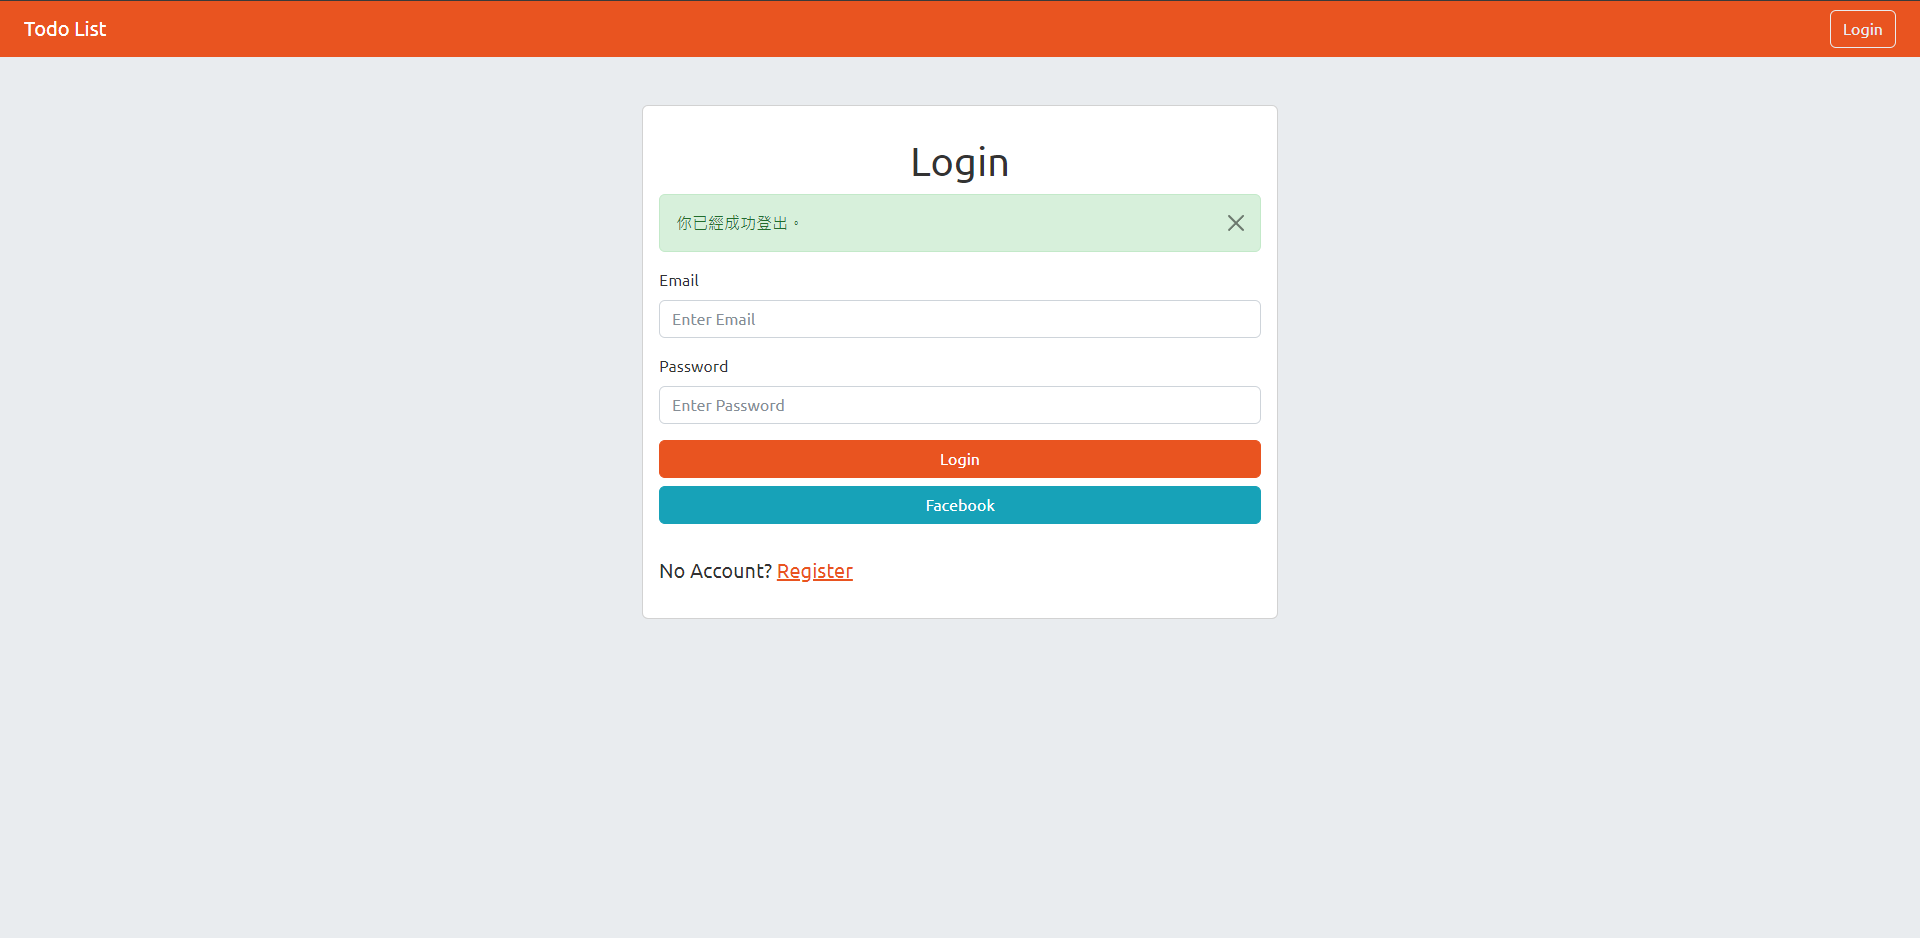 Todo List
Login
Login
你已經成功登出。
Email
Enter Email
Password
Enter Password
Login
Facebook
No Account? Register